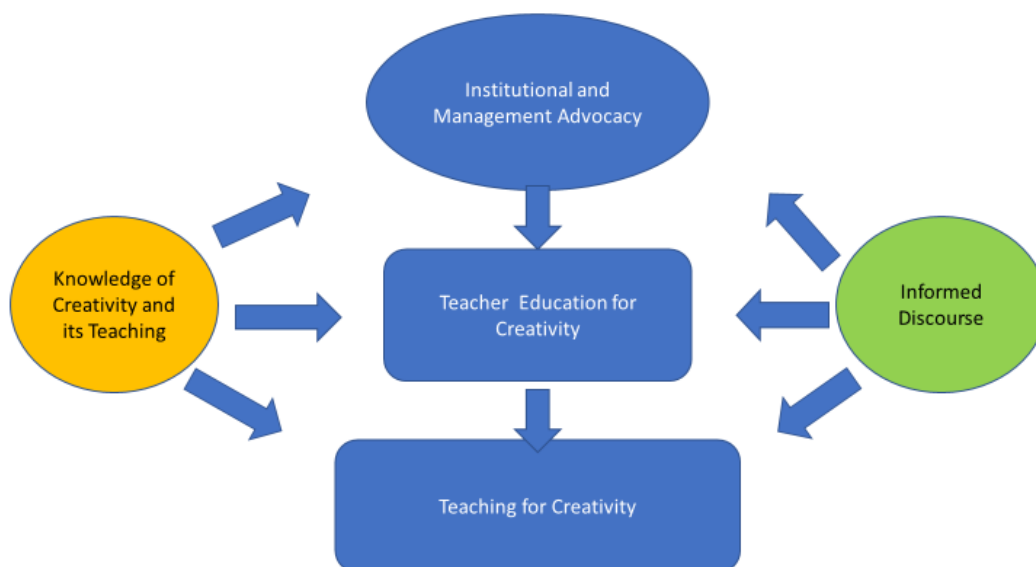 Institutional and
Management Advocacy
Knowledge of
Creativity and
its Teaching
Teacher  Education for
Creativity
Informed
Discourse
Teaching for Creativity